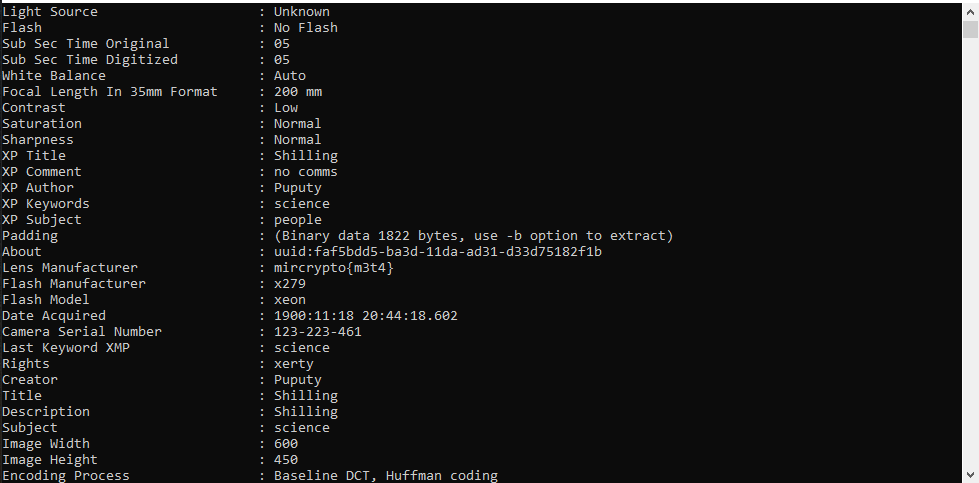 Light Source : Unknown
Flash : No Flash
Sub Sec Time Original : 05
Sub Sec Time Digitized : 05
White Balance : Auto
Focal Length In 35mm Format : 200 mm
Contrast : Low
Saturation : Normal
Sharpness : Normal
XP Title : Shilling
XP Comment : no comms
XP Author : Puputy
XP Keywords : science
XP Subject : people
Padding : (Binary data 1822 bytes, use -b option to extract)
About : uuid:faf5bdd5-ba3d-11da-ad31-d33d75182f1b
Lens Manufacturer : mircrypto{m3t4}
Flash Manufacturer : x279
Flash Model : xeon
Date Acquired : 1900:11:18 20:44:18.602
Camera Serial Number : 123-223-461
Last Keyword XMP : science
Rights : xerty
Creator : Puputy
Title : Shilling
Description : Shilling
Subject : science
Image Width : 600
Image Height : 450
Encoding Process : Baseline DCT, Huffman coding